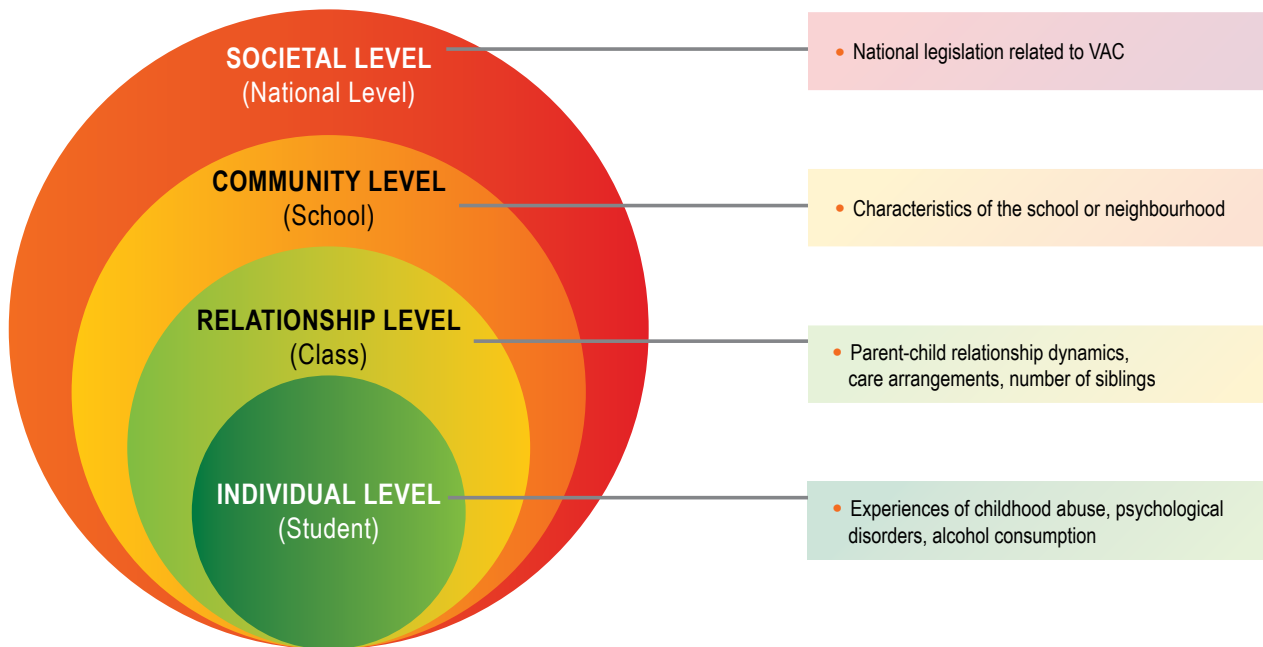 SOCIETAL LEVEL
(National Level)
• National legislation related to VAC
COMMUNITY LEVEL
(School)
• Characteristics of the school or neighbourhood
RELATIONSHIP LEVEL
(Class)
• Parent-child relationship dynamics,
care arrangements, number of siblings
INDIVIDUAL LEVEL
(Student)
• Experiences of childhood abuse, psychological
disorders, alcohol consumption